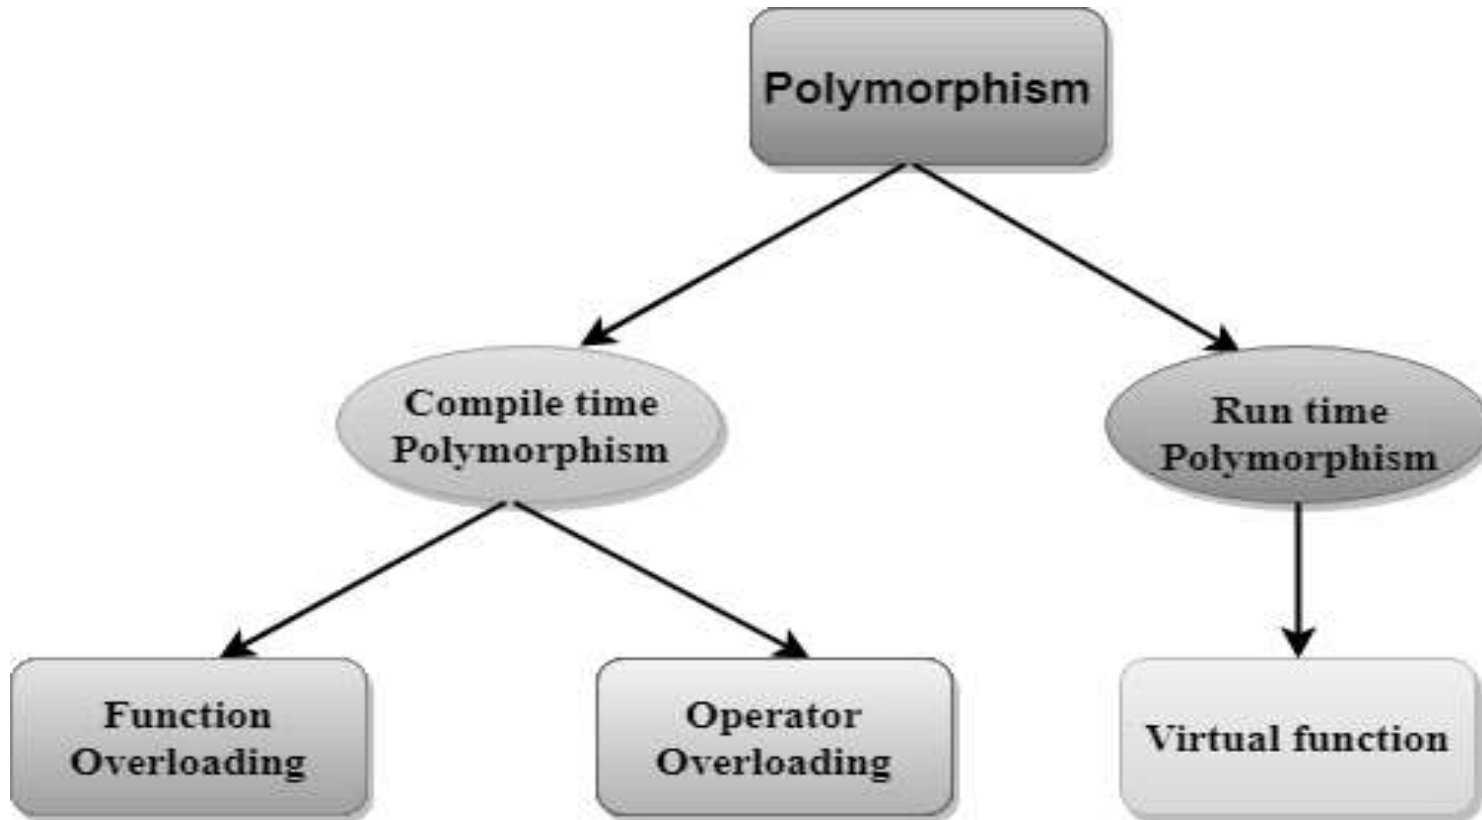 Polymorphism
Compile time
Polymorphism
Run time
Polymorphism
Function
Overloading
Operator
Overloading
Virtual function